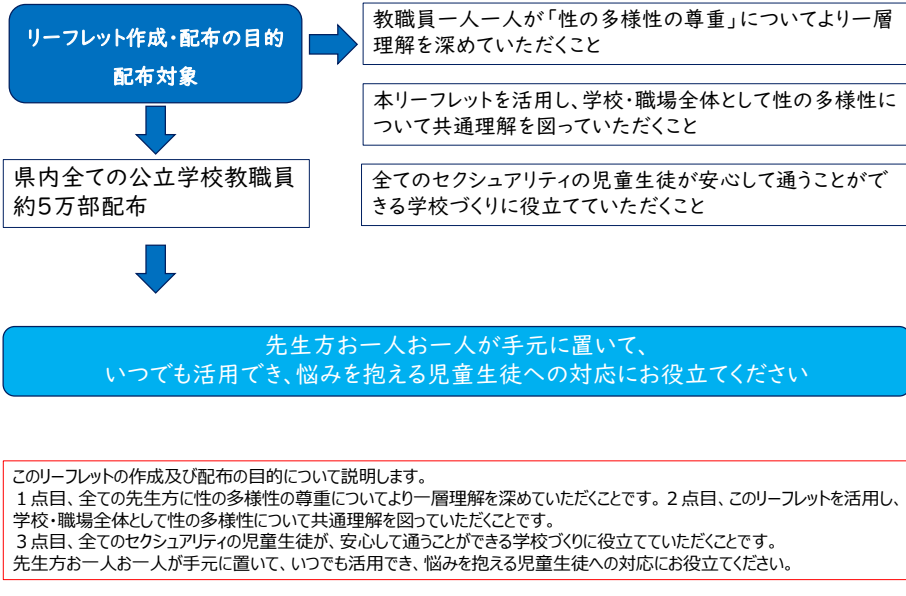 リーフレット作成・配布の目的
配布対象
教職員一人一人が「性の多様性の尊重」についてより一層
理解を深めていただくこと
本リーフレットを活用し、学校・職場全体として性の多様性に
ついて共通理解を図っていただくこと
県内全ての公立学校教職員
約5万部配布
全てのセクシュアリティの児童生徒が安心して通うことがで
きる学校づくりに役立てていただくこと
先生方お一人お一人が手元に置いて、
いつでも活用でき、悩みを抱える児童生徒への対応にお役立てください
このリーフレットの作成及び配布の目的について説明します。
１点目、全ての先生方に性の多様性の尊重についてより一層理解を深めていただくことです。２点目、このリーフレットを活用し、
学校・職場全体として性の多様性について共通理解を図っていただくことです。
３点目、全てのセクシュアリティの児童生徒が、安心して通うことができる学校づくりに役立てていただくことです。
先生方お一人お一人が手元に置いて、いつでも活用でき、悩みを抱える児童生徒への対応にお役立てください。